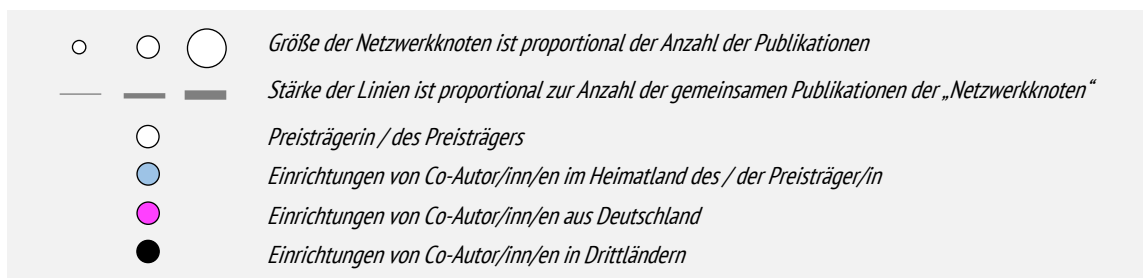 Größe der Netzwerkknoten ist proportional der Anzahl der Publikationen
Stärke der Linien ist proportional zur Anzahl der gemeinsamen Publikationen der „Netzwerkknoten“
Preisträgerin / des Preisträgers
Einrichtungen von Co-Autor/inn/en im Heimatland des / der Preisträger/in
Einrichtungen von Co-Autor/inn/en aus Deutschland
Einrichtungen von Co-Autor/inn/en in Drittländern